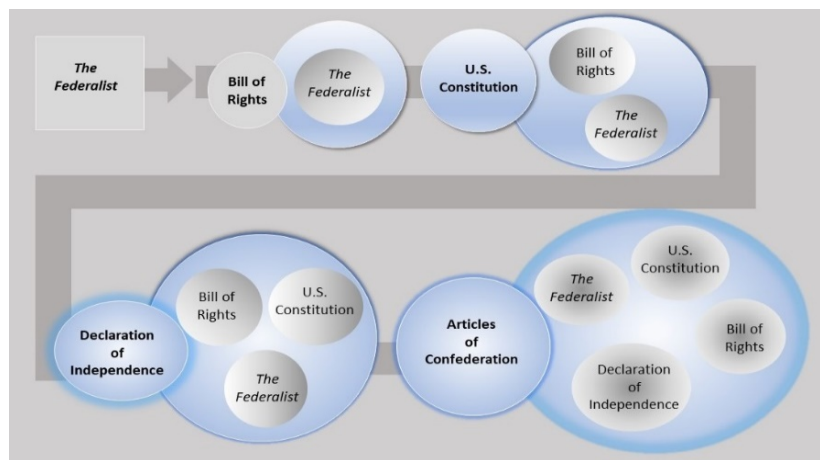 The
Federalist
Bill of
Rights
The
Federalist
U.S.
Constitution
Bill of
Rights
The
Federalist
Declaration
of
Independence
Bill of
Rights
U.S.
Constitution
The
Federalist
Articles
of
Confederation
The
Federalist
U.S.
Constitution
Bill of
Rights
Declaration
of
Independence